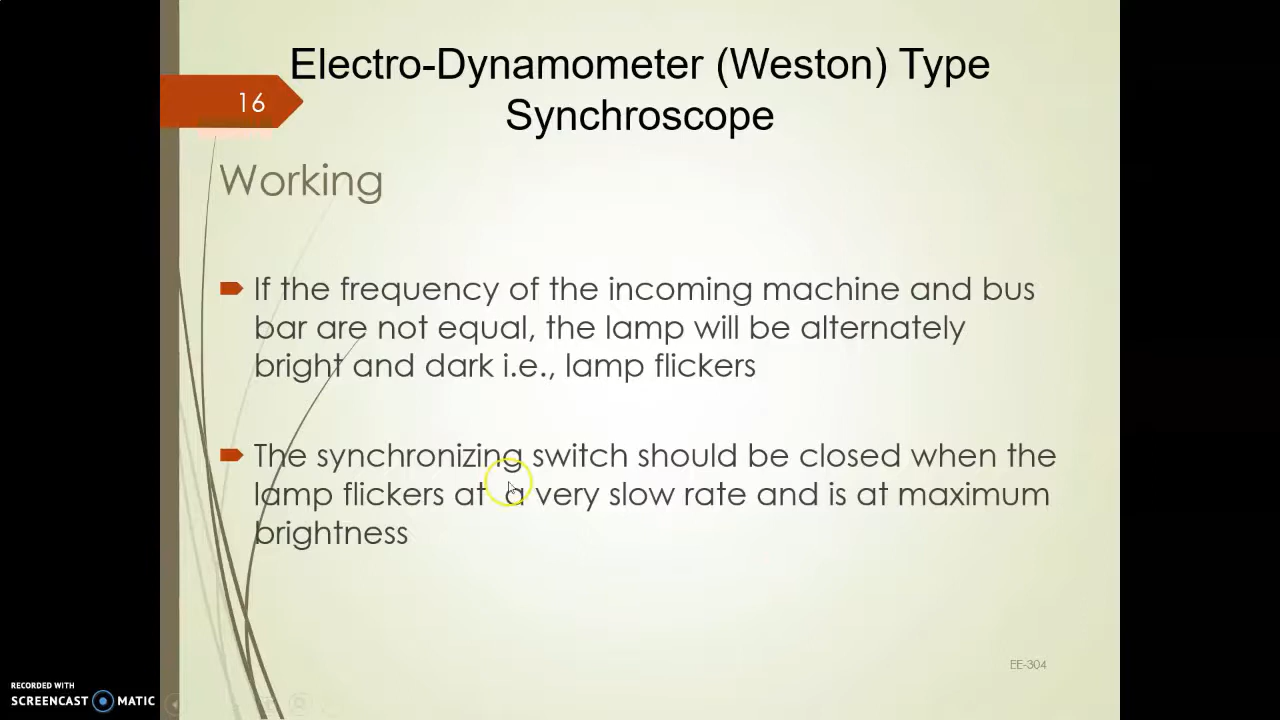 Electro-Dynamometer (Weston) Type
Synchroscope
16
Working
If the frequency of the incoming machine and bus
bar are not equal, the lamp will be alternately
bright and dark i.e., lamp flickers
The synchronizing switch should be closed when the
lamp flickers at a very slow rate and is at maximum
brightness
EE-304
RECORDED WITH
SCREENCAST MATIC